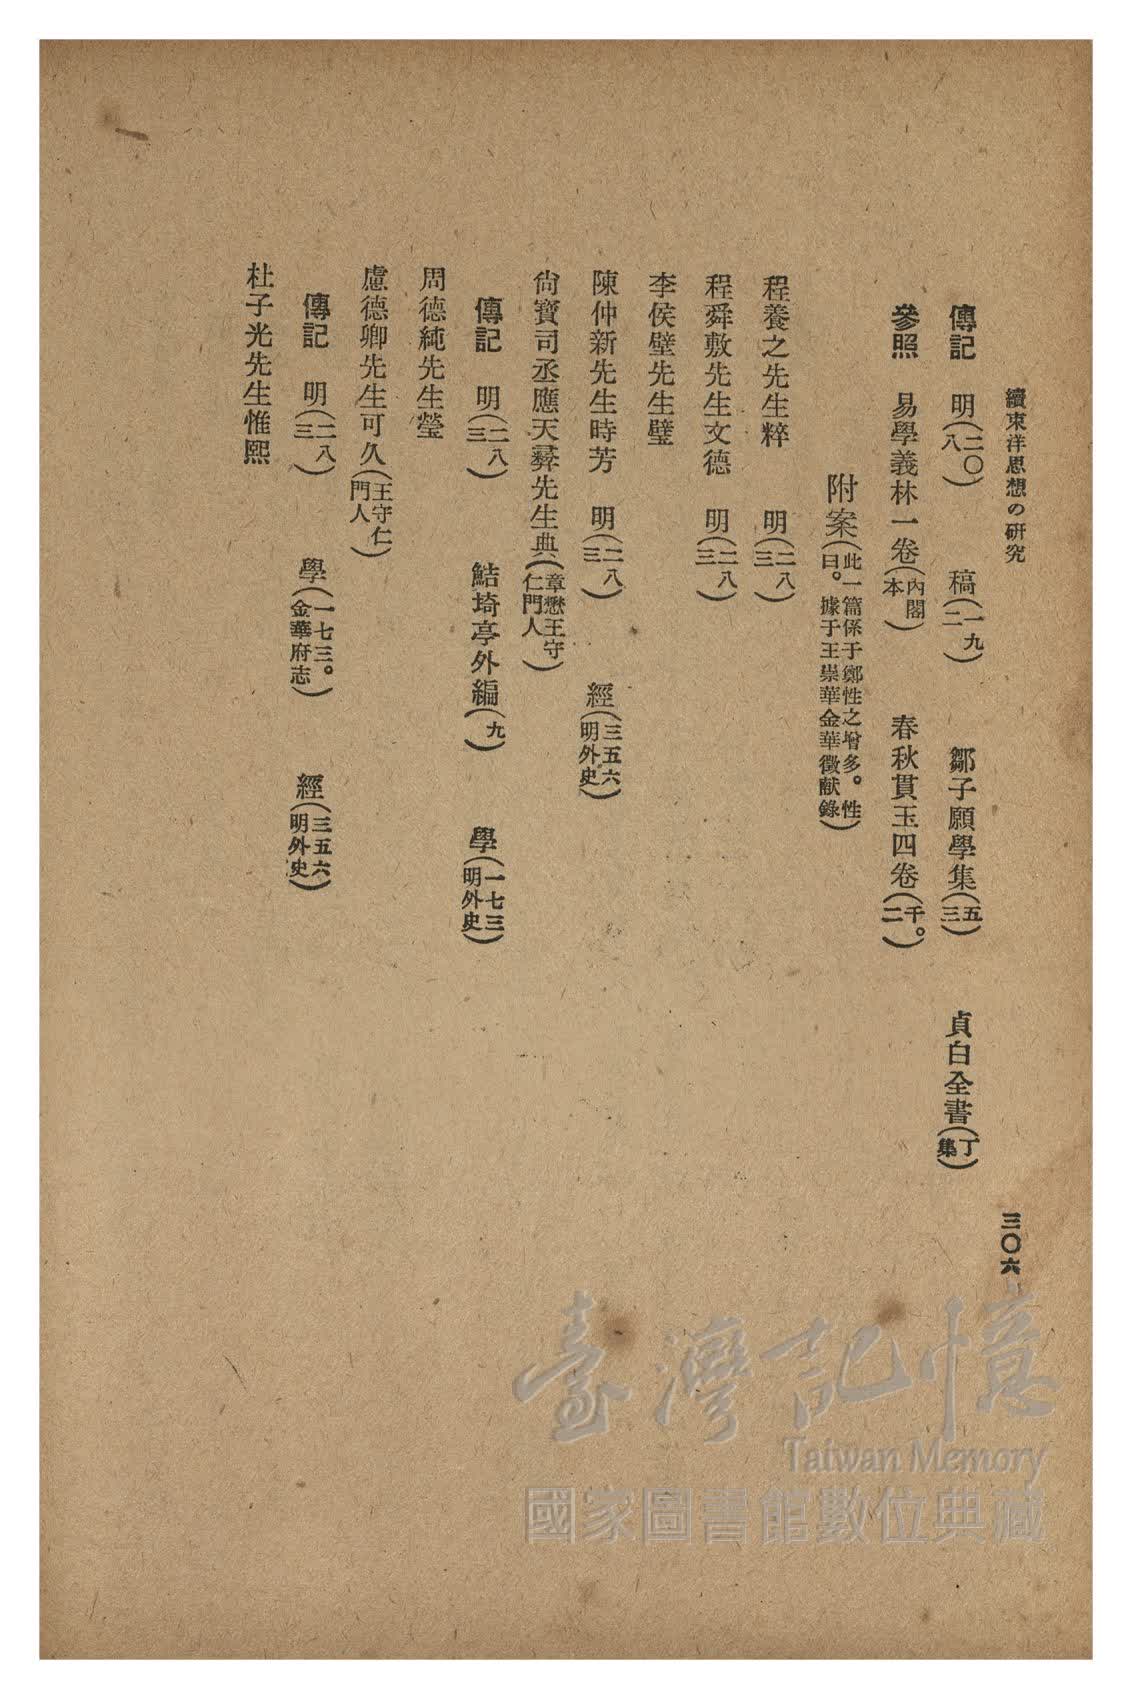 續東洋思想の研究
三〇六
傳記　明(二〇八)　稿(一九二)　鄒子願學集(五三)　貞白全書(丁集)
參照　易學義林一卷(內閣本)　春秋貫玉四卷(千。二)
附案(此一篇係于鄭性之增多。性曰。據于王崇華金華徵献錄)
程養之先生粹　明(二八三)
程舜敷先生文德　明(二八三)
李侯壁先生璧
陳仲新先生時芳　明(二八三)　經(三五六明外史)
尙寶司丞應天彝先生典(章懋王守仁門人)
傳記　明(二八三)　鮚埼亭外編(九)　學(一七三明外史)
周德純先生瑩
盧德卿先生可久(王守仁門人)
傳記　明(二八三)　學(一七三。金華府志)　經(三五六明外史)
杜子光先生惟熙
臺灣記憶
Taiwan Memory
國家圖書館數位典藏